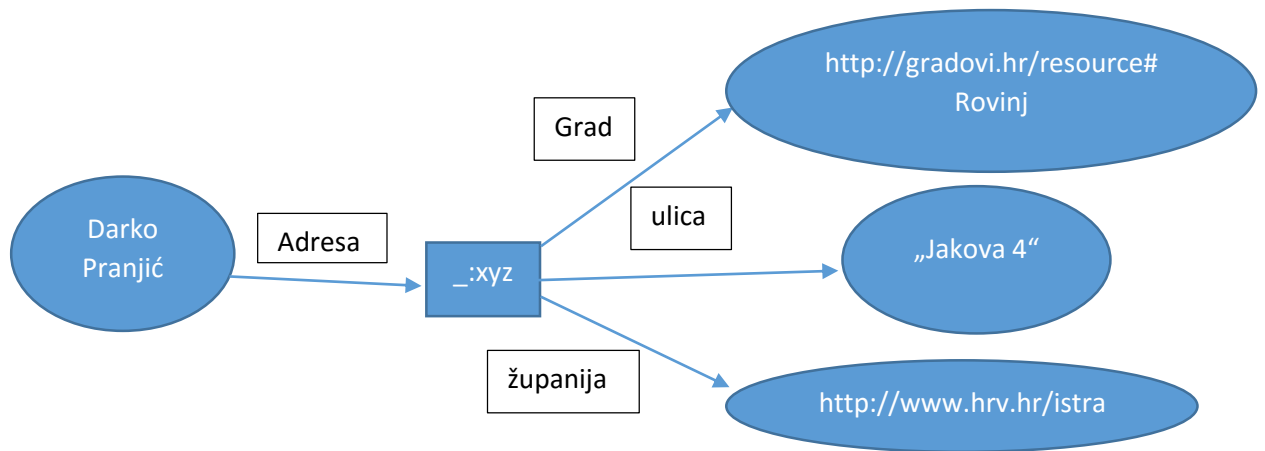 http://gradovi.hr/resource#
Rovinj
Grad
ulica
Darko
Pranjić
Adresa
_:xyz
„Jakova 4“
županija
http://www.hrv.hr/istra